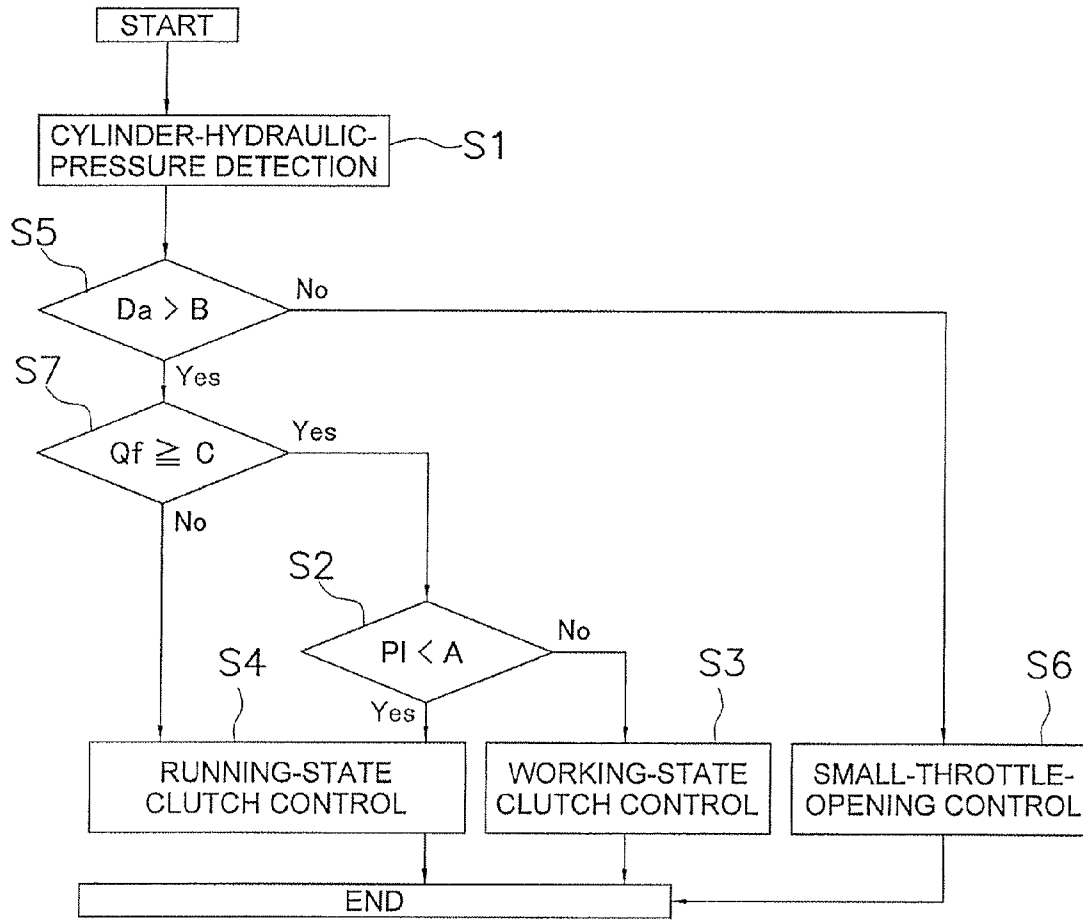 START
CYLINDER-HYDRAULIC-
PRESSURE DETECTION
S1
S5
Da > B
No
Yes
S7
Qf ≧ C
Yes
No
S2
Pl < A
No
Yes
S4
S3
S6
RUNNING-STATE
CLUTCH CONTROL
WORKING-STATE
CLUTCH CONTROL
SMALL-THROTTLE-
OPENING CONTROL
END